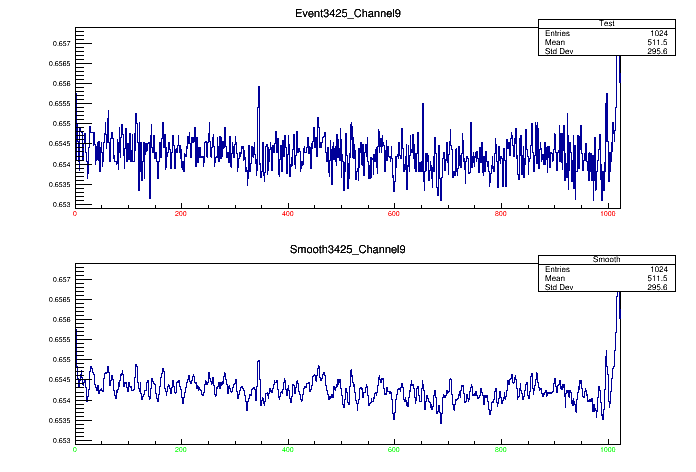 Event3425_Channel9
Test
Entries 1024
Mean 511.5
Std Dev 295.6
0.657
0.6565
0.656
0.6555
0.655
0.6545
0.654
0.6535
0.653
0 200 400 600 800 1000
Smooth3425_Channel9
Smooth
Entries 1024
Mean 511.5
Std Dev 295.6
0.657
0.6565
0.656
0.6555
0.655
0.6545
0.654
0.6535
0.653
0 200 400 600 800 1000